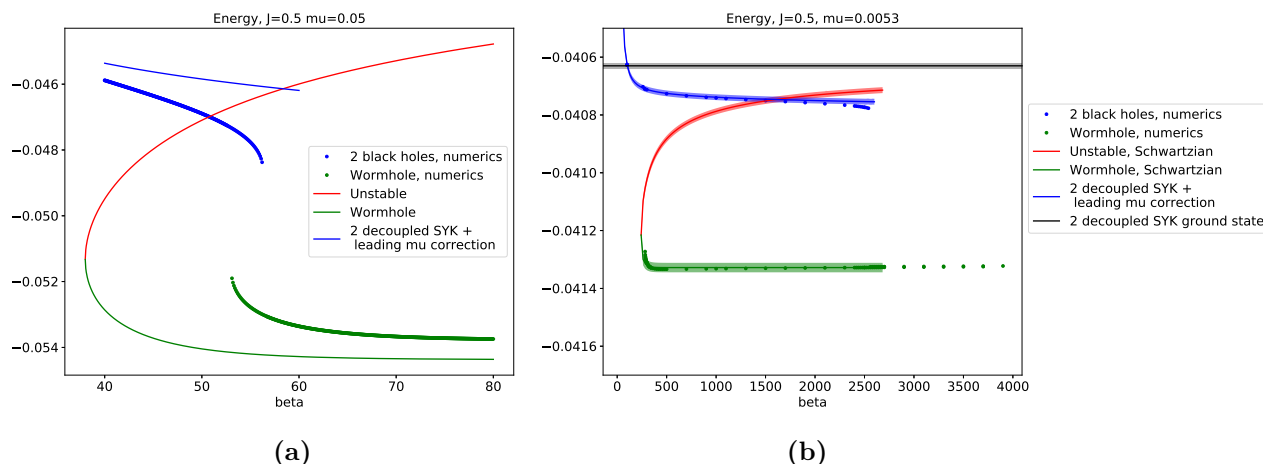 Energy, J=0.5 mu=0.05
−0.046
−0.048
−0.050
−0.052
−0.054
40
50
60
70
80
beta
2 black holes, numerics
Wormhole, numerics
Unstable
Wormhole
2 decoupled SYK +
leading mu correction
(a)
Energy, J=0.5, mu=0.0053
−0.0406
−0.0408
−0.0410
−0.0412
−0.0414
−0.0416
0
500
1000
1500
2000
2500
3000
3500
4000
beta
2 black holes, numerics
Wormhole, numerics
Unstable, Schwartzian
Wormhole, Schwartzian
2 decoupled SYK +
leading mu correction
2 decoupled SYK ground state
(b)